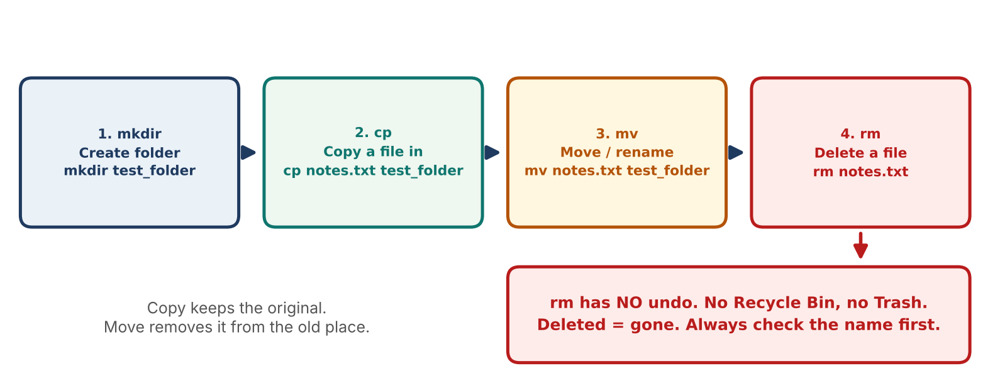 1. mkdir
Create folder
mkdir test_folder
2. cp
Copy a file in
cp notes.txt test_folder
3. mv
Move / rename
mv notes.txt test_folder
4. rm
Delete a file
rm notes.txt
Copy keeps the original.
Move removes it from the old place.
rm has NO undo. No Recycle Bin, no Trash.
Deleted = gone. Always check the name first.